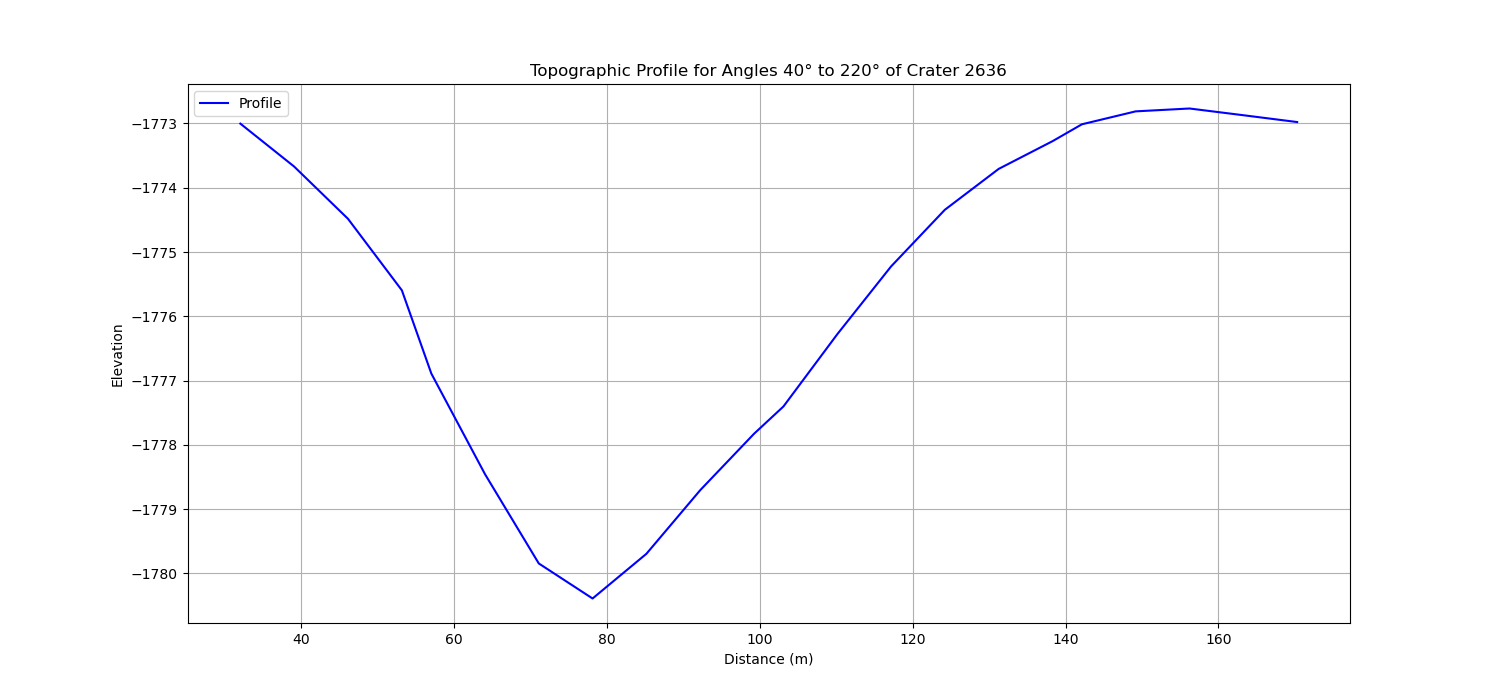 Topographic Profile for Angles 40° to 220° of Crater 2636
Profile
−1773
−1774
−1775
−1776
−1777
−1778
−1779
−1780
Elevation
40 60 80 100 120 140 160
Distance (m)